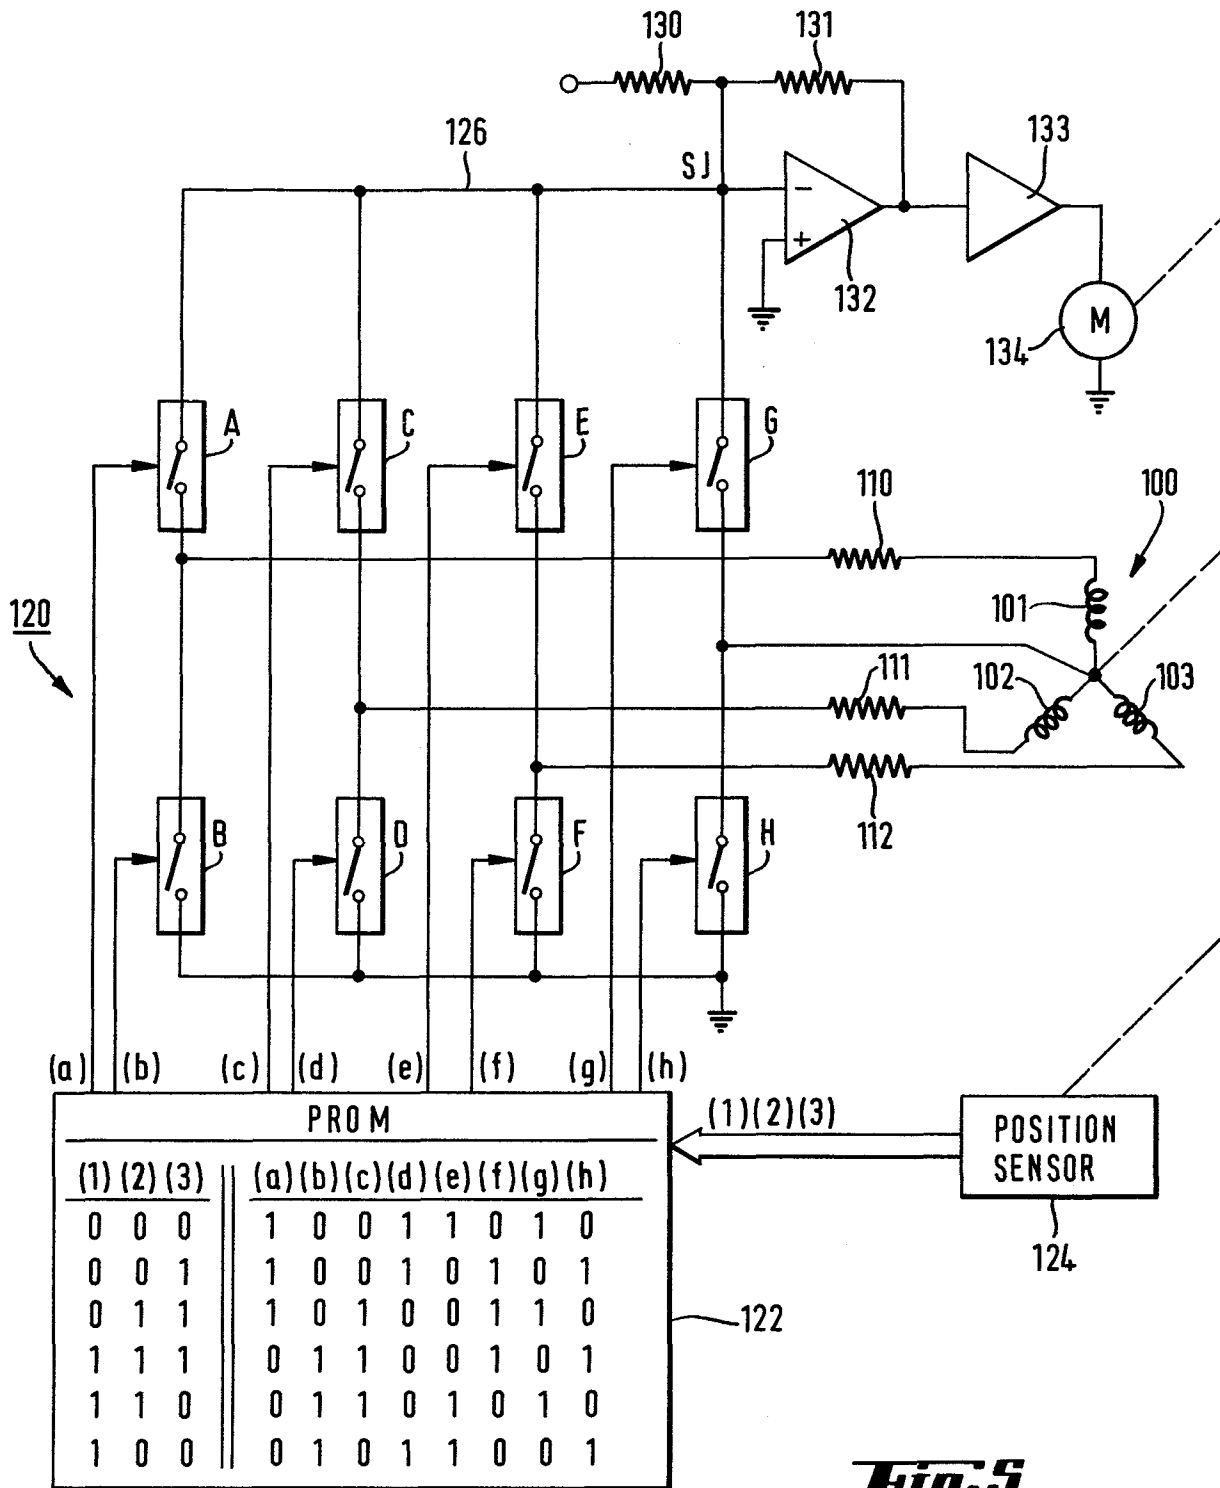 130
131
126
133
SJ
−
+
132
M
134
A
C
E
G
110
100
101
120
111
102
103
112
B
D
F
H
(a) (b) (c) (d) (e) (f) (g) (h)
PROM
(1)(2)(3)
POSITION
SENSOR
124
(1) (2) (3) (a) (b) (c) (d) (e) (f) (g) (h)
0 0 0 1 0 0 1 1 0 1 0
0 0 1 1 0 0 1 0 1 0 1
0 1 1 1 0 1 0 0 1 1 0
1 1 1 0 1 1 0 0 1 0 1
1 1 0 0 1 1 0 1 0 1 0
1 0 0 0 1 0 1 1 0 0 1
122
Fig. 5